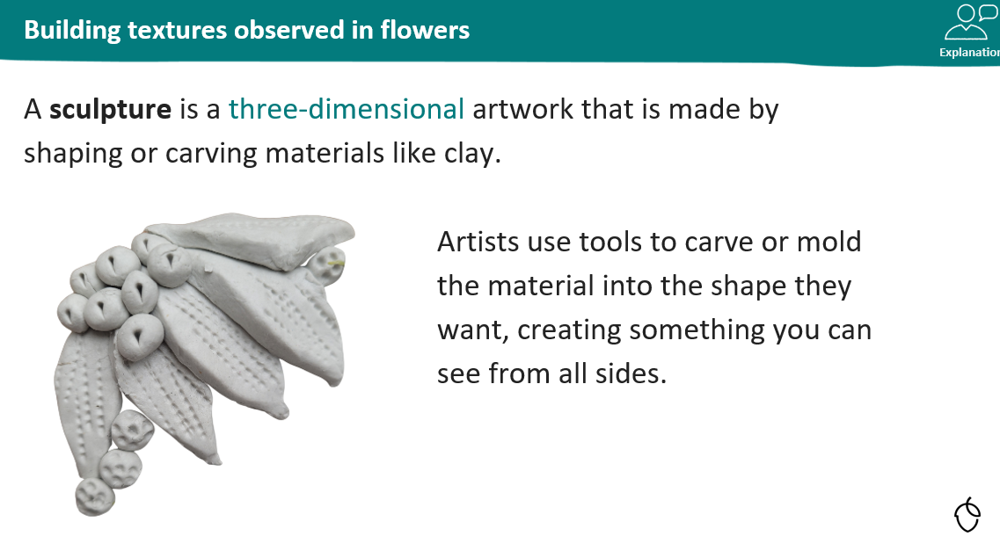 Building textures observed in flowers
Explanation
A sculpture is a three-dimensional artwork that is made by
shaping or carving materials like clay.
Artists use tools to carve or mold
the material into the shape they
want, creating something you can
see from all sides.